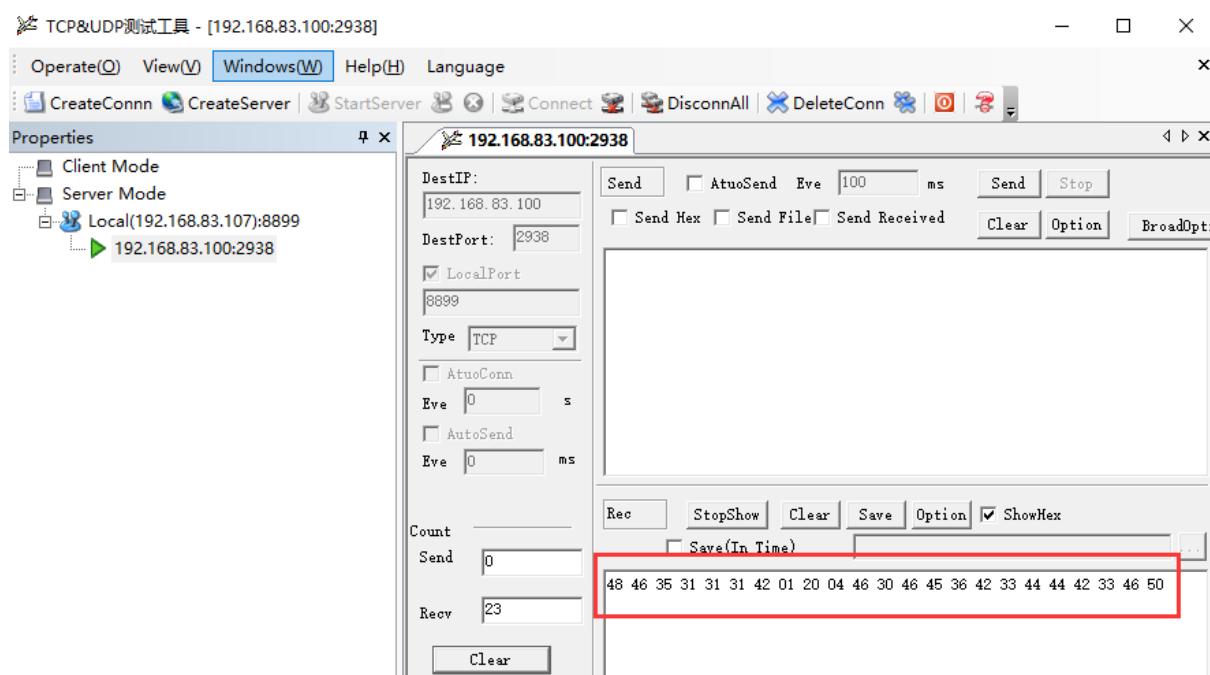 TCP&UDP测试工具 - [192.168.83.100:2938]
Operate(O) View(V) Windows(W) Help(H) Language
CreateConnn CreateServer StartServer Connect DisconnAll DeleteConn
Properties
Client Mode
Server Mode
Local(192.168.83.107):8899
192.168.83.100:2938
192.168.83.100:2938
DestIP:
192.168.83.100
DestPort: 2938
LocalPort
8899
Type TCP
AtuoConn
Eve 0 s
AutoSend
Eve 0 ms
Count
Send 0
Recv 23
Clear
Send AtuoSend Eve 100 ms Send Stop
Send Hex Send File Send Received Clear Option BroadOpt
Rec StopShow Clear Save Option ShowHex
Save(In Time) ...
48 46 35 31 31 31 42 01 20 04 46 30 46 45 36 42 33 44 44 42 33 46 50